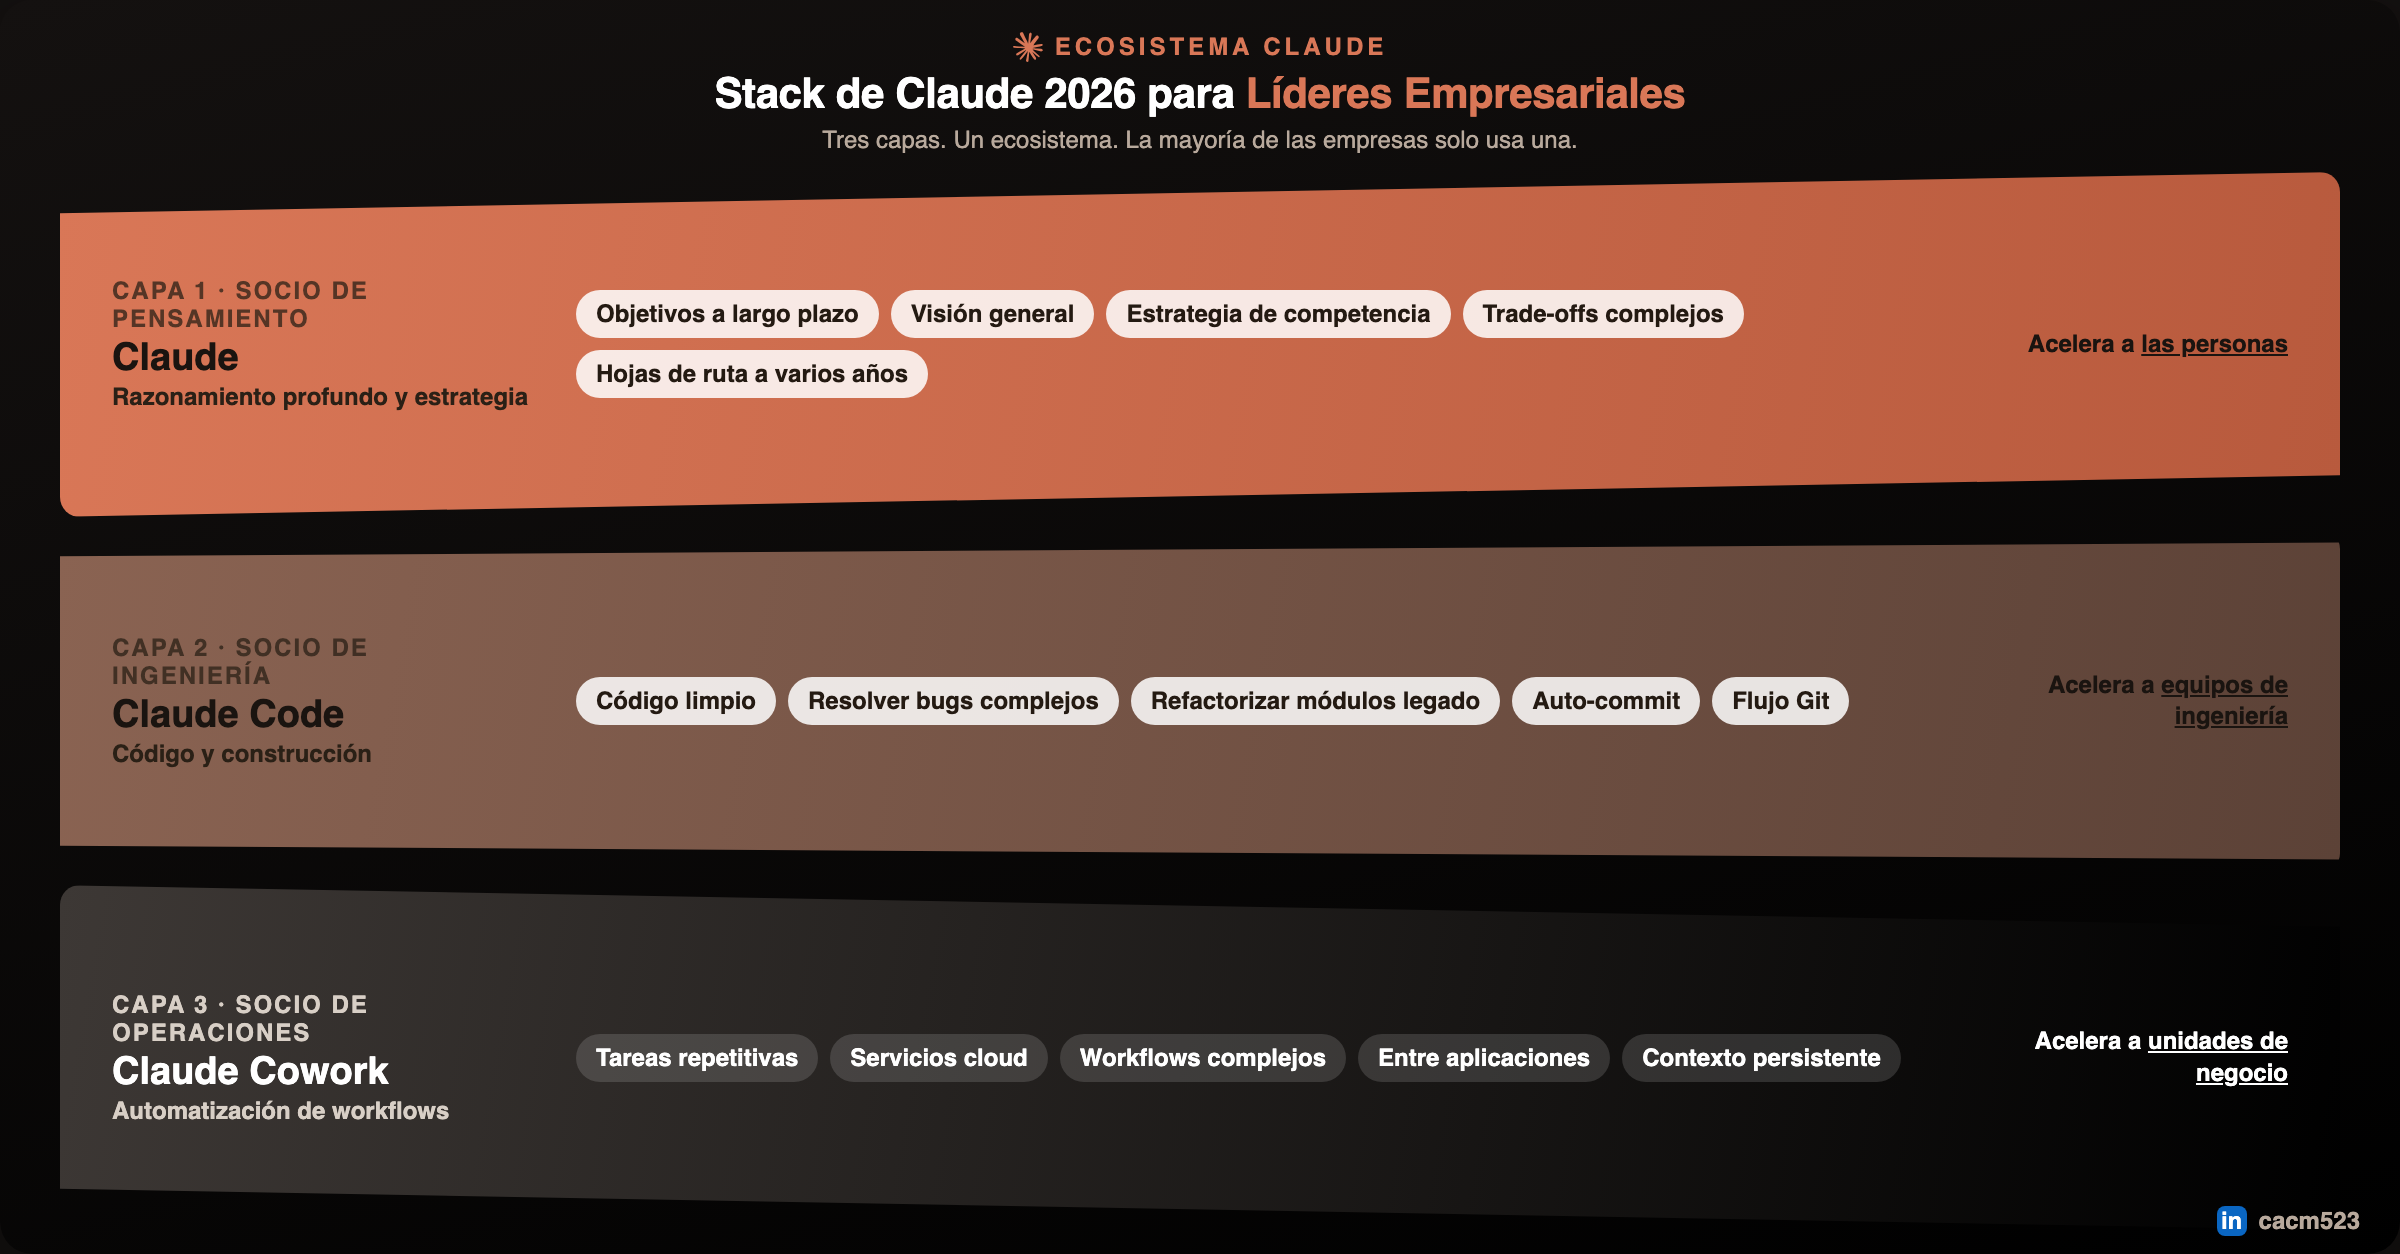 ECOSISTEMA CLAUDE
Stack de Claude 2026 para Líderes Empresariales
Tres capas. Un ecosistema. La mayoría de las empresas solo usa una.
CAPA 1 · SOCIO DE
PENSAMIENTO
Claude
Razonamiento profundo y estrategia
Objetivos a largo plazo
Visión general
Estrategia de competencia
Trade-offs complejos
Hojas de ruta a varios años
Acelera a las personas
CAPA 2 · SOCIO DE
INGENIERÍA
Claude Code
Código y construcción
Código limpio
Resolver bugs complejos
Refactorizar módulos legado
Auto-commit
Flujo Git
Acelera a equipos de
ingeniería
CAPA 3 · SOCIO DE
OPERACIONES
Claude Cowork
Automatización de workflows
Tareas repetitivas
Servicios cloud
Workflows complejos
Entre aplicaciones
Contexto persistente
Acelera a unidades de
negocio
in cacm523